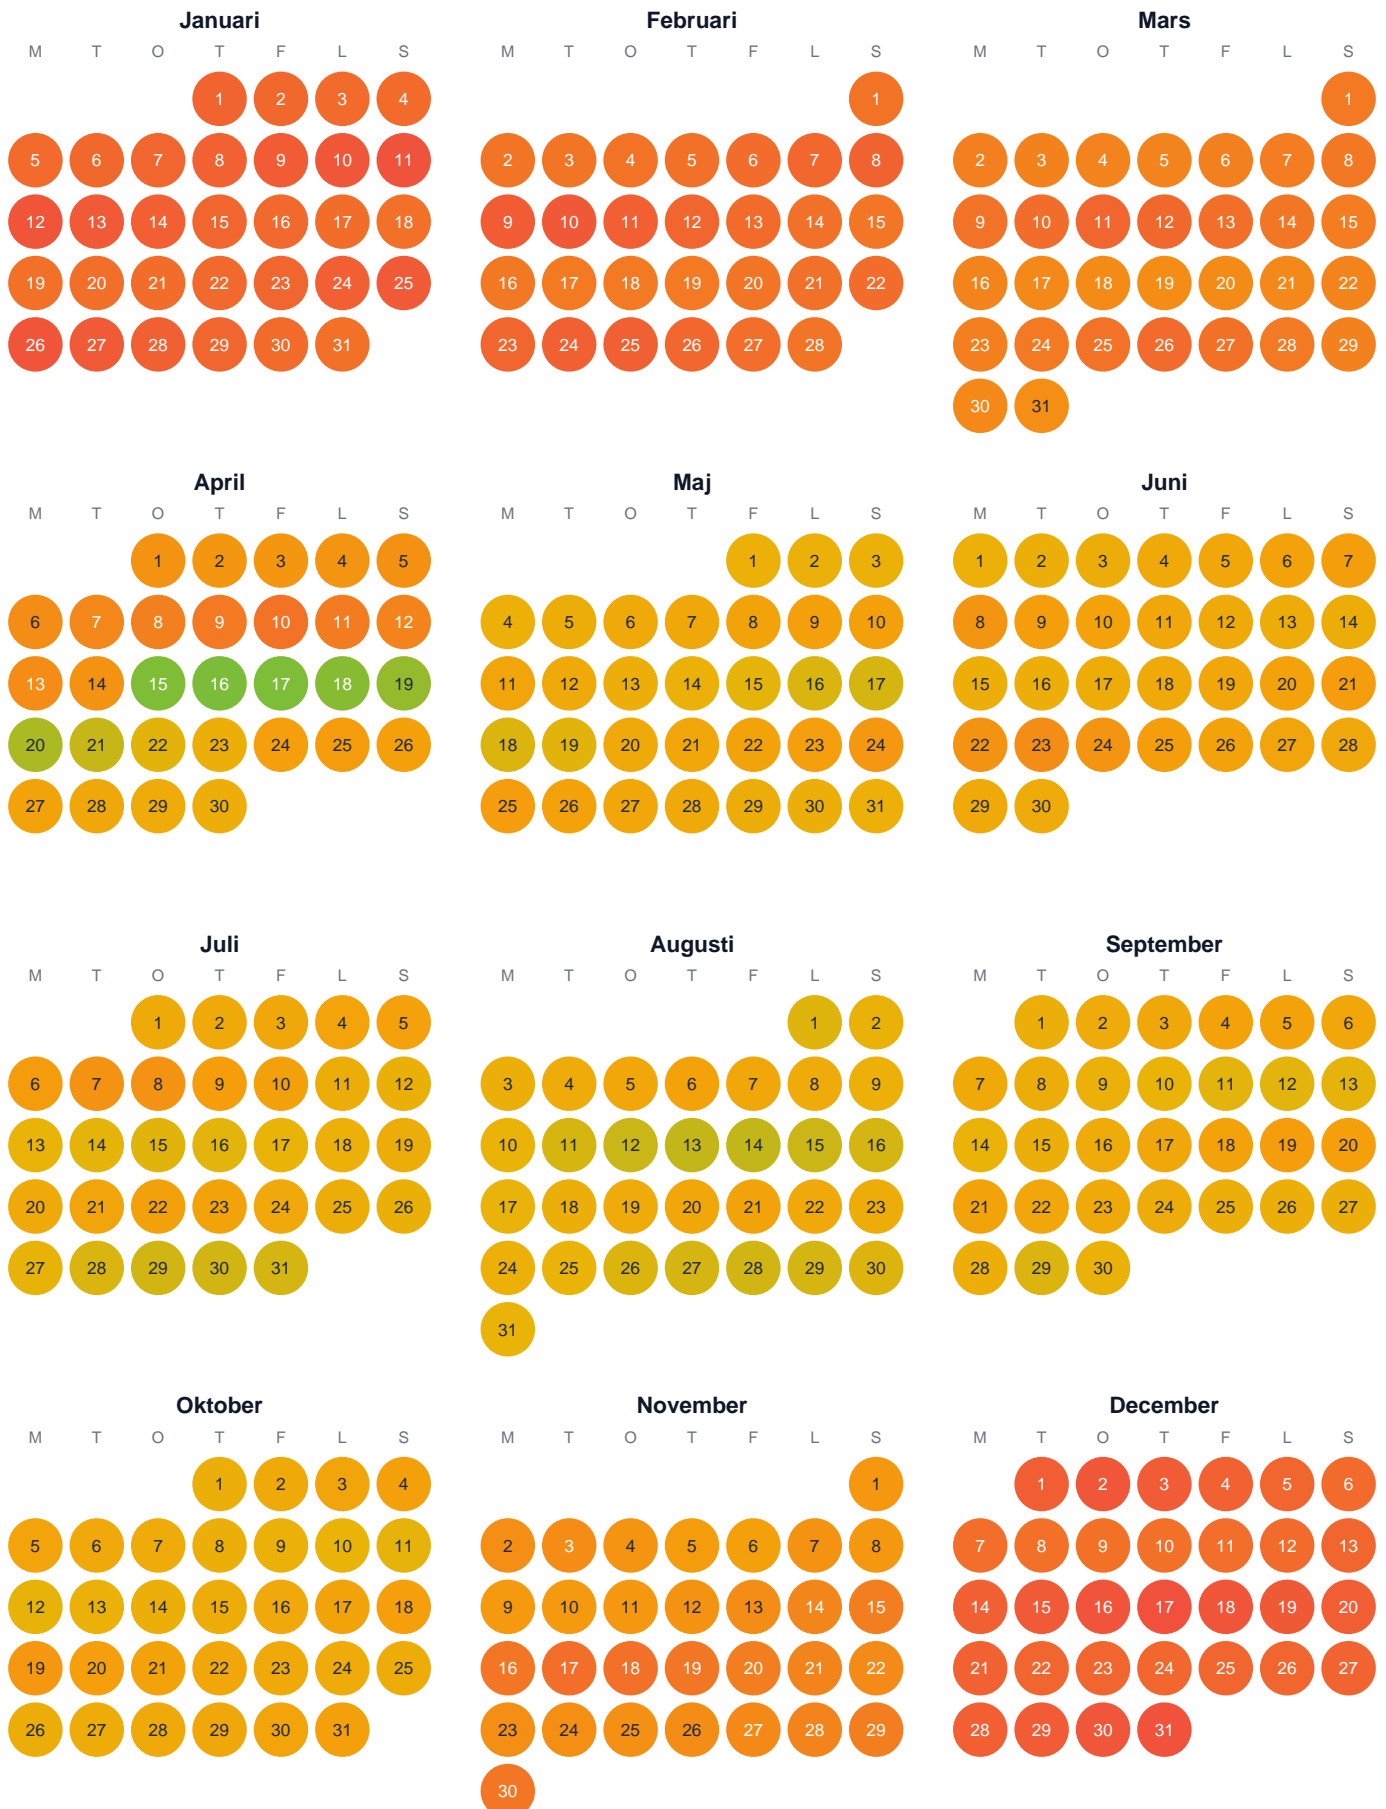 Januari Februari Mars
M T O T F L S M T O T F L S M T O T F L S
1 2 3 4 1 1
5 6 7 8 9 10 11 2 3 4 5 6 7 8 2 3 4 5 6 7 8
12 13 14 15 16 17 18 9 10 11 12 13 14 15 9 10 11 12 13 14 15
19 20 21 22 23 24 25 16 17 18 19 20 21 22 16 17 18 19 20 21 22
26 27 28 29 30 31 23 24 25 26 27 28 23 24 25 26 27 28 29
30 31
April Maj Juni
M T O T F L S M T O T F L S M T O T F L S
1 2 3 4 5 1 2 3 1 2 3 4 5 6 7
6 7 8 9 10 11 12 4 5 6 7 8 9 10 8 9 10 11 12 13 14
13 14 15 16 17 18 19 11 12 13 14 15 16 17 15 16 17 18 19 20 21
20 21 22 23 24 25 26 18 19 20 21 22 23 24 22 23 24 25 26 27 28
27 28 29 30 25 26 27 28 29 30 31 29 30
Juli Augusti September
M T O T F L S M T O T F L S M T O T F L S
1 2 3 4 5 1 2 1 2 3 4 5 6
6 7 8 9 10 11 12 3 4 5 6 7 8 9 7 8 9 10 11 12 13
13 14 15 16 17 18 19 10 11 12 13 14 15 16 14 15 16 17 18 19 20
20 21 22 23 24 25 26 17 18 19 20 21 22 23 21 22 23 24 25 26 27
27 28 29 30 31 24 25 26 27 28 29 30 28 29 30
31
Oktober November December
M T O T F L S M T O T F L S M T O T F L S
1 2 3 4 1 1 2 3 4 5 6
5 6 7 8 9 10 11 2 3 4 5 6 7 8 7 8 9 10 11 12 13
12 13 14 15 16 17 18 9 10 11 12 13 14 15 14 15 16 17 18 19 20
19 20 21 22 23 24 25 16 17 18 19 20 21 22 21 22 23 24 25 26 27
26 27 28 29 30 31 23 24 25 26 27 28 29 28 29 30 31
30